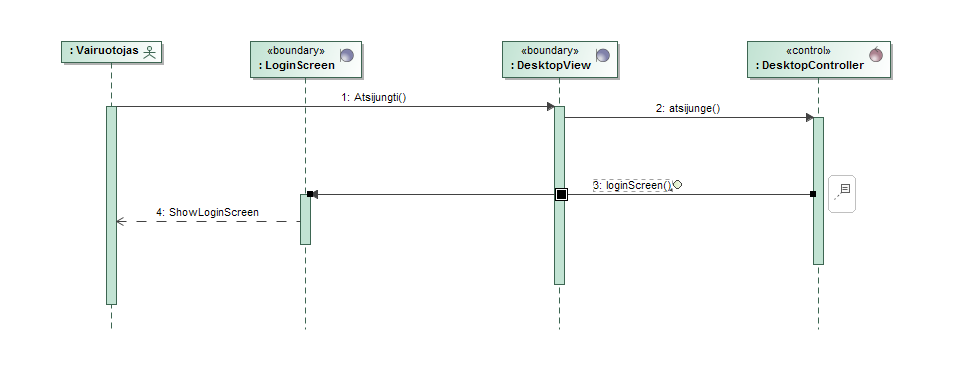 : Vairuotojas
«boundary»
: LoginScreen
«boundary»
: DesktopView
«control»
: DesktopController
1: Atsijungti()
2: atsijunge()
3: loginScreen()
4: ShowLoginScreen